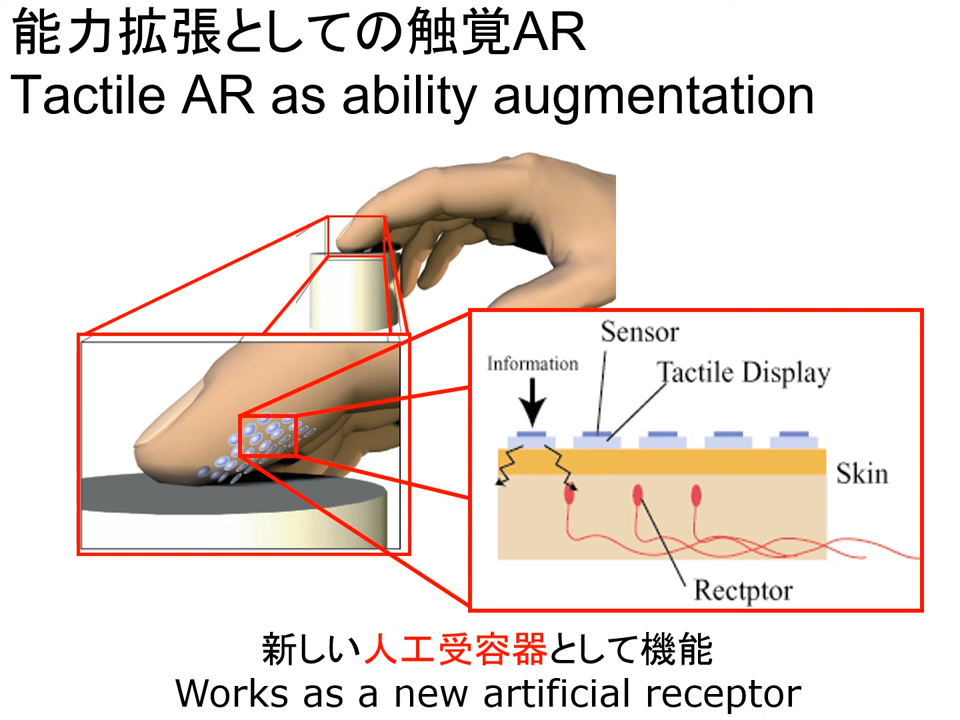 能力拡張としての触覚AR
Tactile AR as ability augmentation
Sensor
Information
Tactile Display
Skin
Rectptor
新しい人工受容器として機能
Works as a new artificial receptor